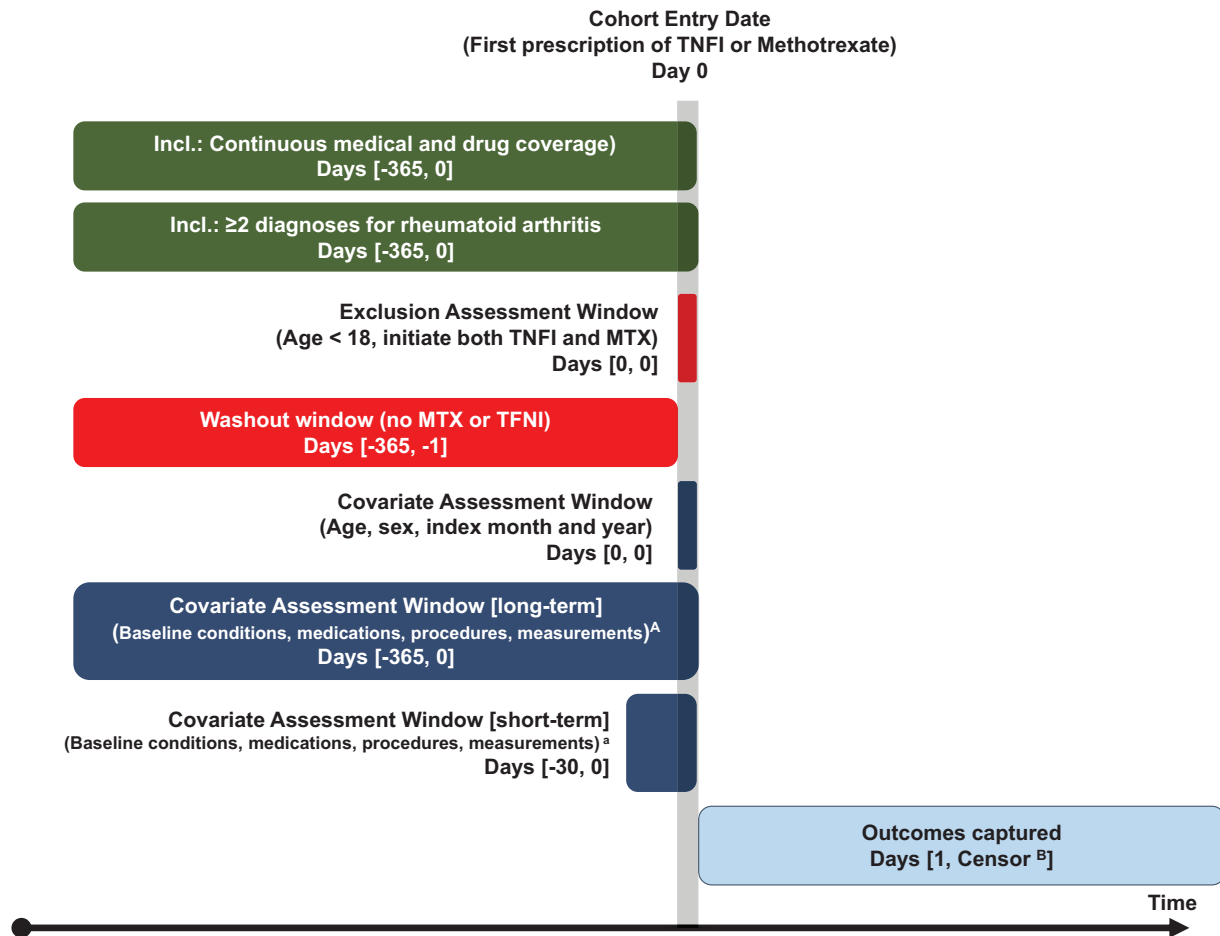 Cohort Entry Date
(First prescription of TNFI or Methotrexate)
Day 0
Incl.: Continuous medical and drug coverage)
Days [-365, 0]
Incl.: ≥2 diagnoses for rheumatoid arthritis
Days [-365, 0]
Exclusion Assessment Window
(Age < 18, initiate both TNFI and MTX)
Days [0, 0]
Washout window (no MTX or TFNI)
Days [-365, -1]
Covariate Assessment Window
(Age, sex, index month and year)
Days [0, 0]
Covariate Assessment Window [long-term]
(Baseline conditions, medications, procedures, measurements)A
Days [-365, 0]
Covariate Assessment Window [short-term]
(Baseline conditions, medications, procedures, measurements) a
Days [-30, 0]
Outcomes captured
Days [1, Censor B]
Time